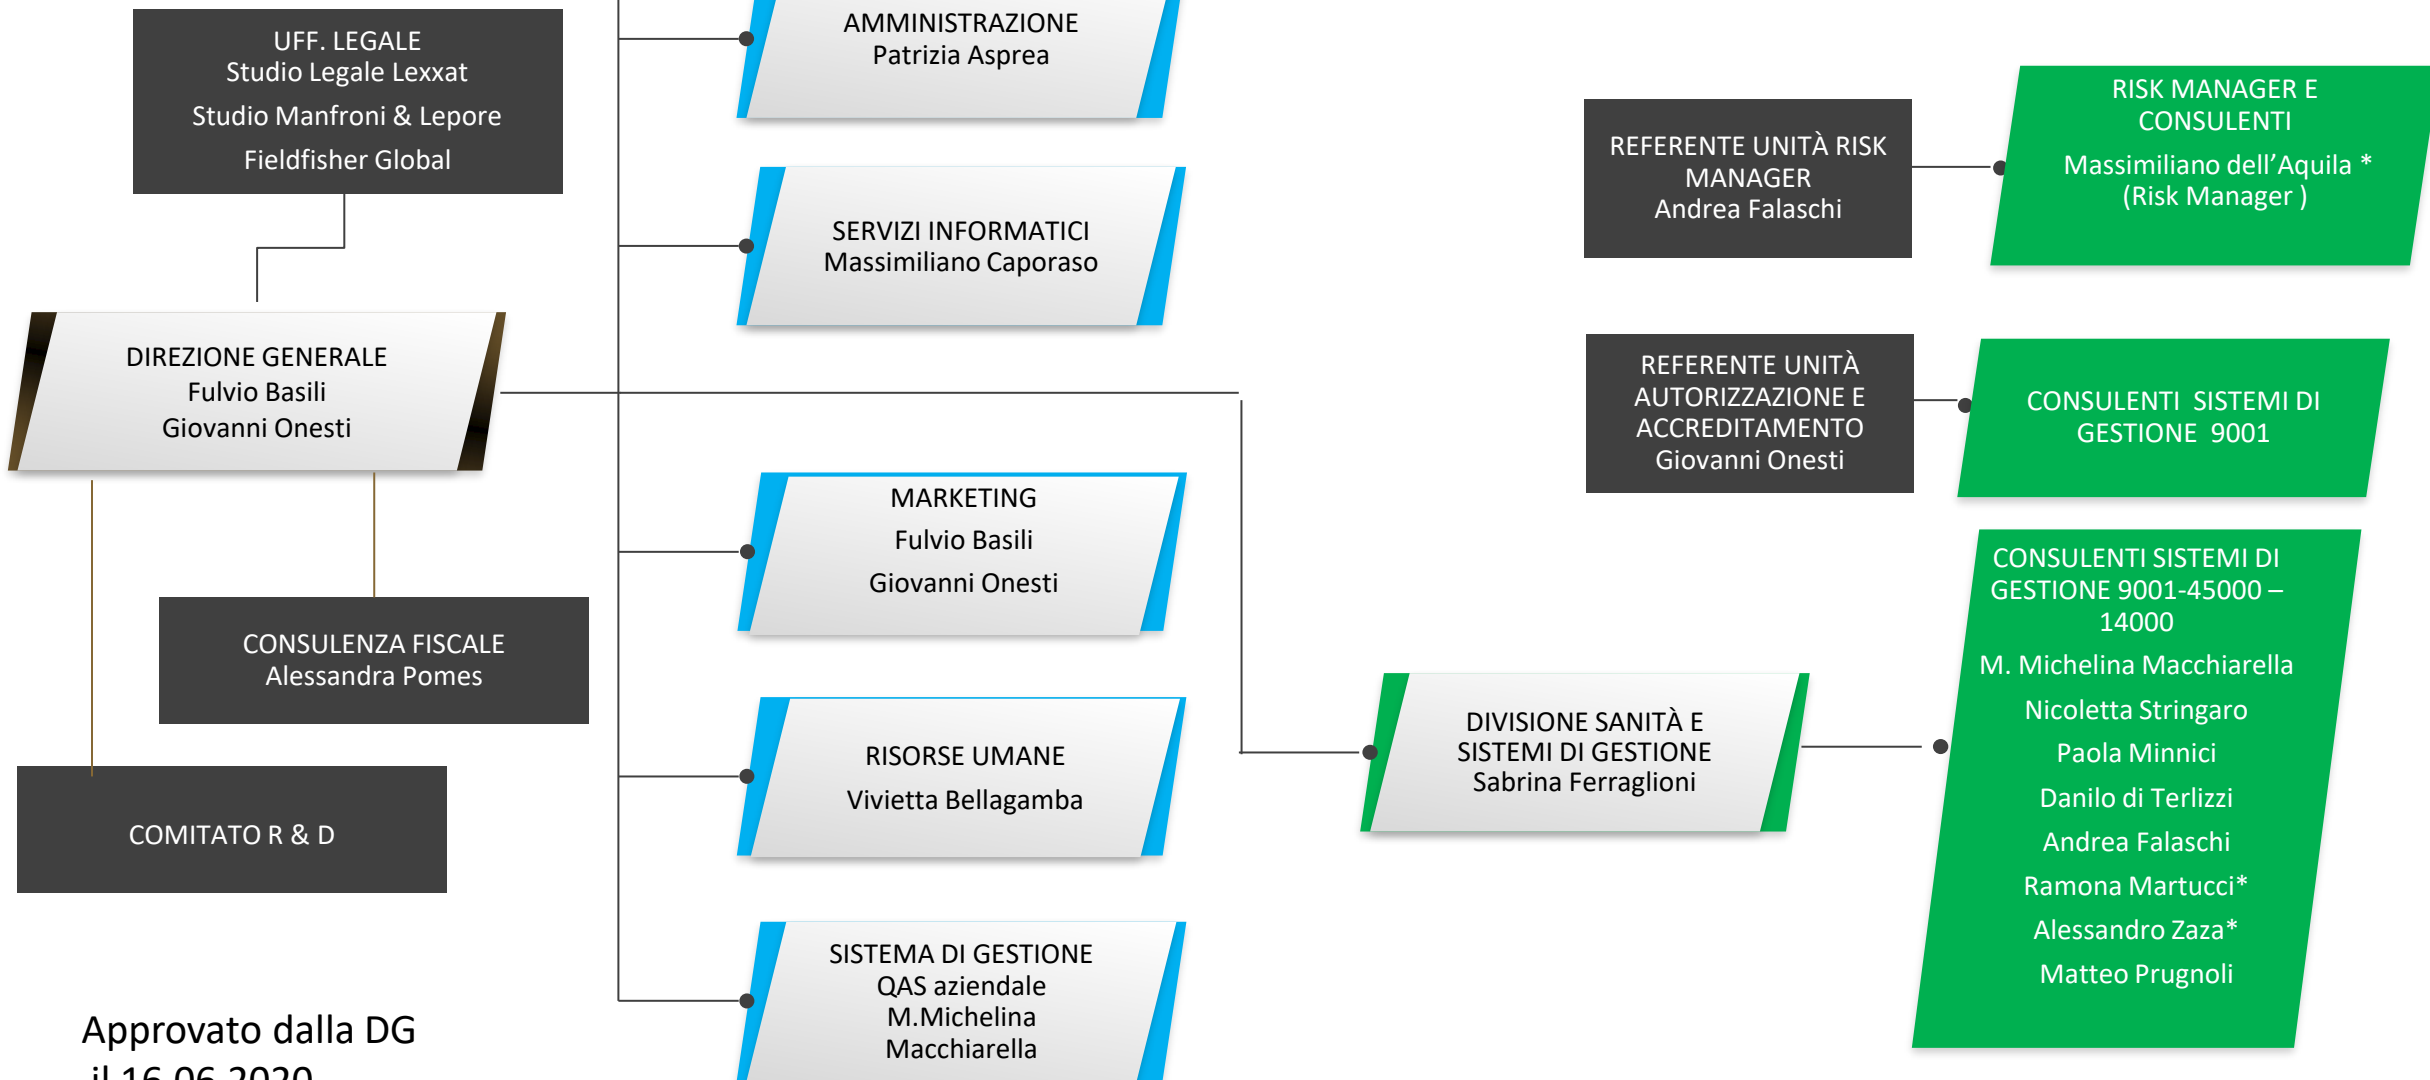 UFF. LEGALE
Studio Legale Lexxat
Studio Manfroni & Lepore
Fieldfisher Global
DIREZIONE GENERALE
Fulvio Basili
Giovanni Onesti
CONSULENZA FISCALE
Alessandra Pomes
COMITATO R & D
Approvato dalla DG
il 16.06.2020
AMMINISTRAZIONE
Patrizia Asprea
SERVIZI INFORMATICI
Massimiliano Caporaso
MARKETING
Fulvio Basili
Giovanni Onesti
RISORSE UMANE
Vivietta Bellagamba
SISTEMA DI GESTIONE
QAS aziendale
M.Michelina
Macchiarella
DIVISIONE SANITÀ E
SISTEMI DI GESTIONE
Sabrina Ferraglioni
REFERENTE UNITÀ RISK
MANAGER
Andrea Falaschi
REFERENTE UNITÀ
AUTORIZZAZIONE E
ACCREDITAMENTO
Giovanni Onesti
RISK MANAGER E
CONSULENTI
Massimiliano dell’Aquila *
(Risk Manager )
CONSULENTI  SISTEMI DI
GESTIONE  9001
CONSULENTI SISTEMI DI
GESTIONE 9001-45000 –
14000
M. Michelina Macchiarella
Nicoletta Stringaro
Paola Minnici
Danilo di Terlizzi
Andrea Falaschi
Ramona Martucci*
Alessandro Zaza*
Matteo Prugnoli